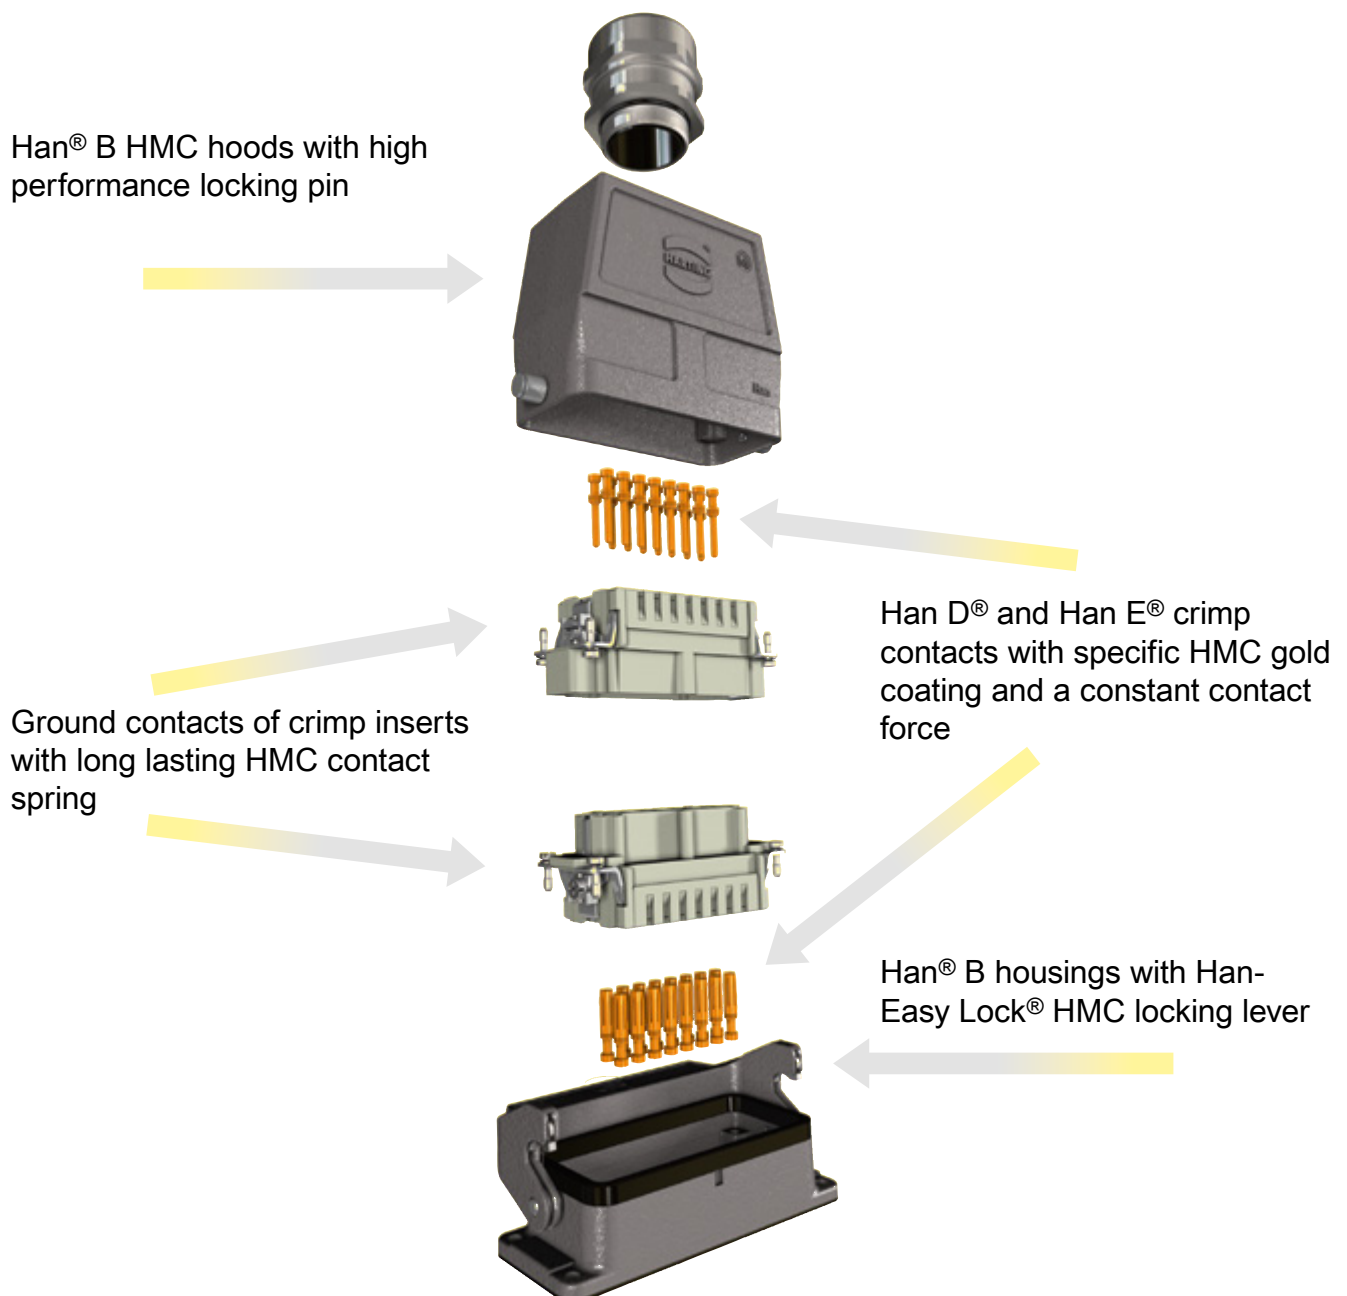 Han® B HMC hoods with high
performance locking pin
HARTING
Han
Han D® and Han E® crimp
contacts with specific HMC gold
coating and a constant contact
force
Ground contacts of crimp inserts
with long lasting HMC contact
spring
Han® B housings with Han-
Easy Lock® HMC locking lever